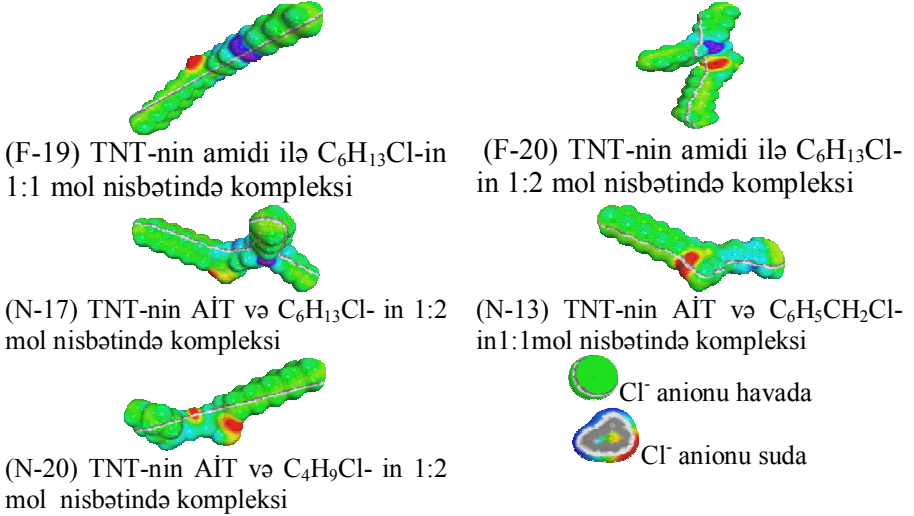 (F-19) TNT-nin amidi ilə C₆H₁₃Cl-in
1:1 mol nisbətində kompleksi
(F-20) TNT-nin amidi ilə C₆H₁₃Cl-
in 1:2 mol nisbətində kompleksi
(N-17) TNT-nin AİT və C₆H₁₃Cl- in 1:2
mol nisbətində kompleksi
(N-13) TNT-nin AİT və C₆H₅CH₂Cl-
in1:1mol nisbətində kompleksi
Cl⁻ anionu havada
Cl⁻ anionu suda
(N-20) TNT-nin AİT və C₄H₉Cl- in 1:2
mol nisbətində kompleksi